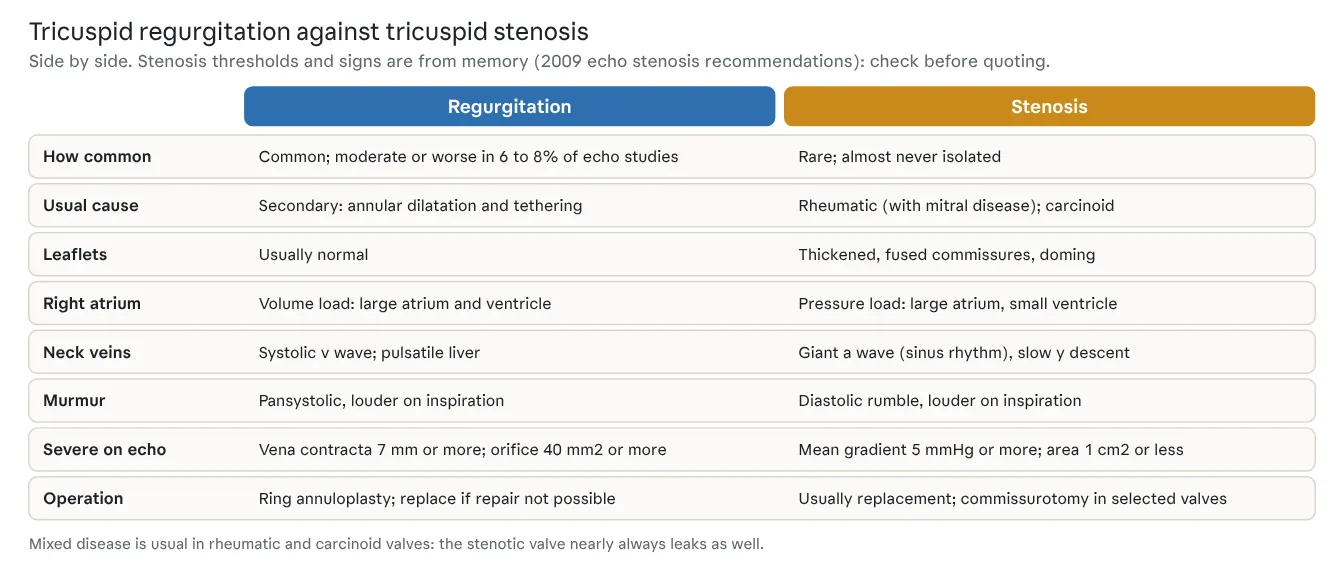 Tricuspid regurgitation against tricuspid stenosis
Side by side. Stenosis thresholds and signs are from memory (2009 echo stenosis recommendations): check before quoting.
Regurgitation Stenosis
How common Common; moderate or worse in 6 to 8% of echo studies Rare; almost never isolated
Usual cause Secondary: annular dilatation and tethering Rheumatic (with mitral disease); carcinoid
Leaflets Usually normal Thickened, fused commissures, doming
Right atrium Volume load: large atrium and ventricle Pressure load: large atrium, small ventricle
Neck veins Systolic v wave; pulsatile liver Giant a wave (sinus rhythm), slow y descent
Murmur Pansystolic, louder on inspiration Diastolic rumble, louder on inspiration
Severe on echo Vena contracta 7 mm or more; orifice 40 mm2 or more Mean gradient 5 mmHg or more; area 1 cm2 or less
Operation Ring annuloplasty; replace if repair not possible Usually replacement; commissurotomy in selected valves
Mixed disease is usual in rheumatic and carcinoid valves: the stenotic valve nearly always leaks as well.